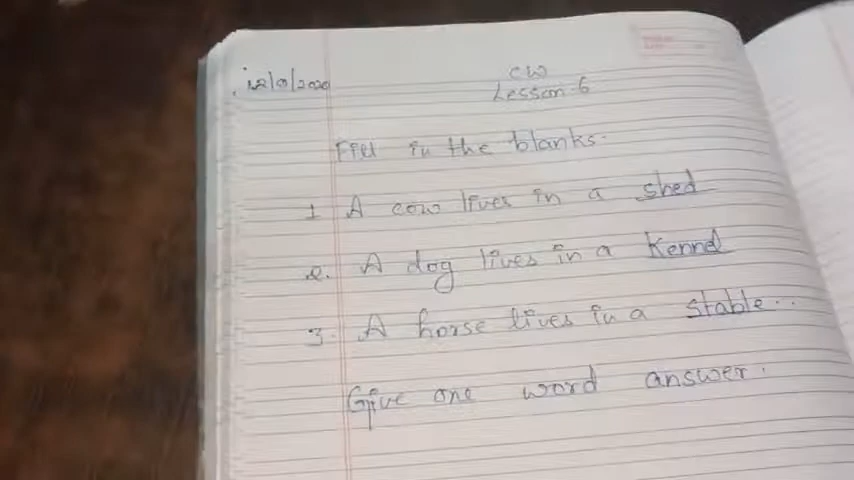 CW
Lesson-6
Fill in the blanks.
1. A cow lives in a shed
2. A dog lives in a Kennel
3. A horse lives in a stable..
Give one word answer.